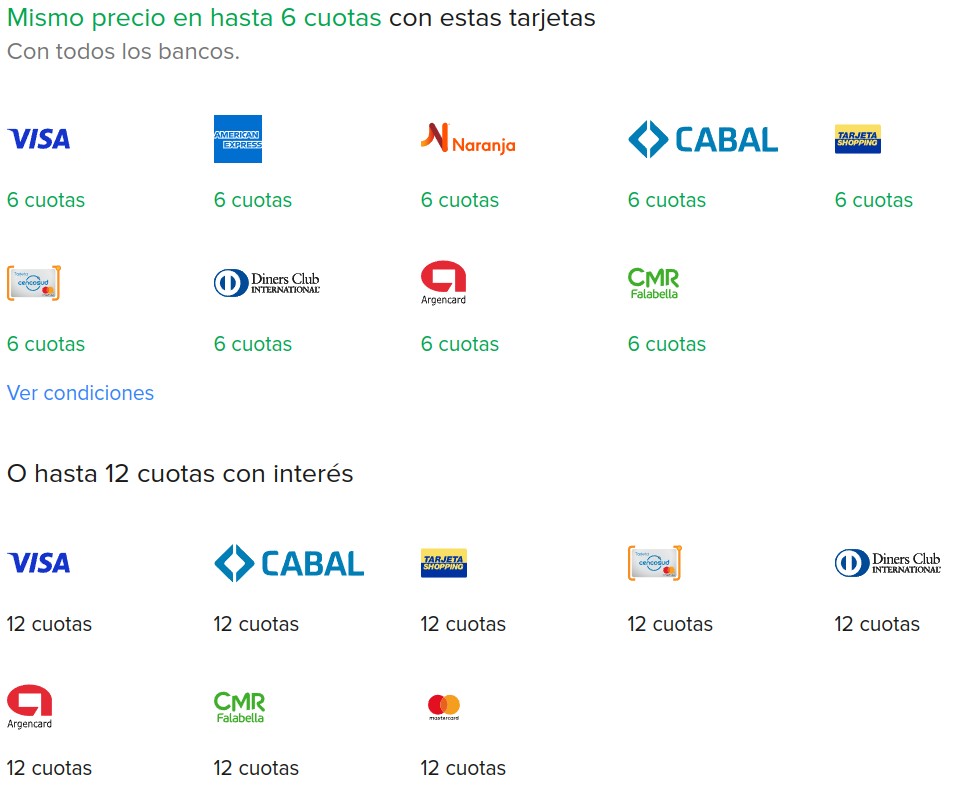 Mismo precio en hasta 6 cuotas con estas tarjetas
Con todos los bancos.
VISA
AMERICAN
EXPRESS
Naranja
CABAL
TARJETA
SHOPPING
6 cuotas
6 cuotas
6 cuotas
6 cuotas
6 cuotas
Tarjeta
cencosud
Diners Club
INTERNATIONAL
Argencard
CMR
Falabella
6 cuotas
6 cuotas
6 cuotas
6 cuotas
Ver condiciones
O hasta 12 cuotas con interés
VISA
CABAL
TARJETA
SHOPPING
Tarjeta
cencosud
Diners Club
INTERNATIONAL
12 cuotas
12 cuotas
12 cuotas
12 cuotas
12 cuotas
Argencard
CMR
Falabella
mastercard
12 cuotas
12 cuotas
12 cuotas